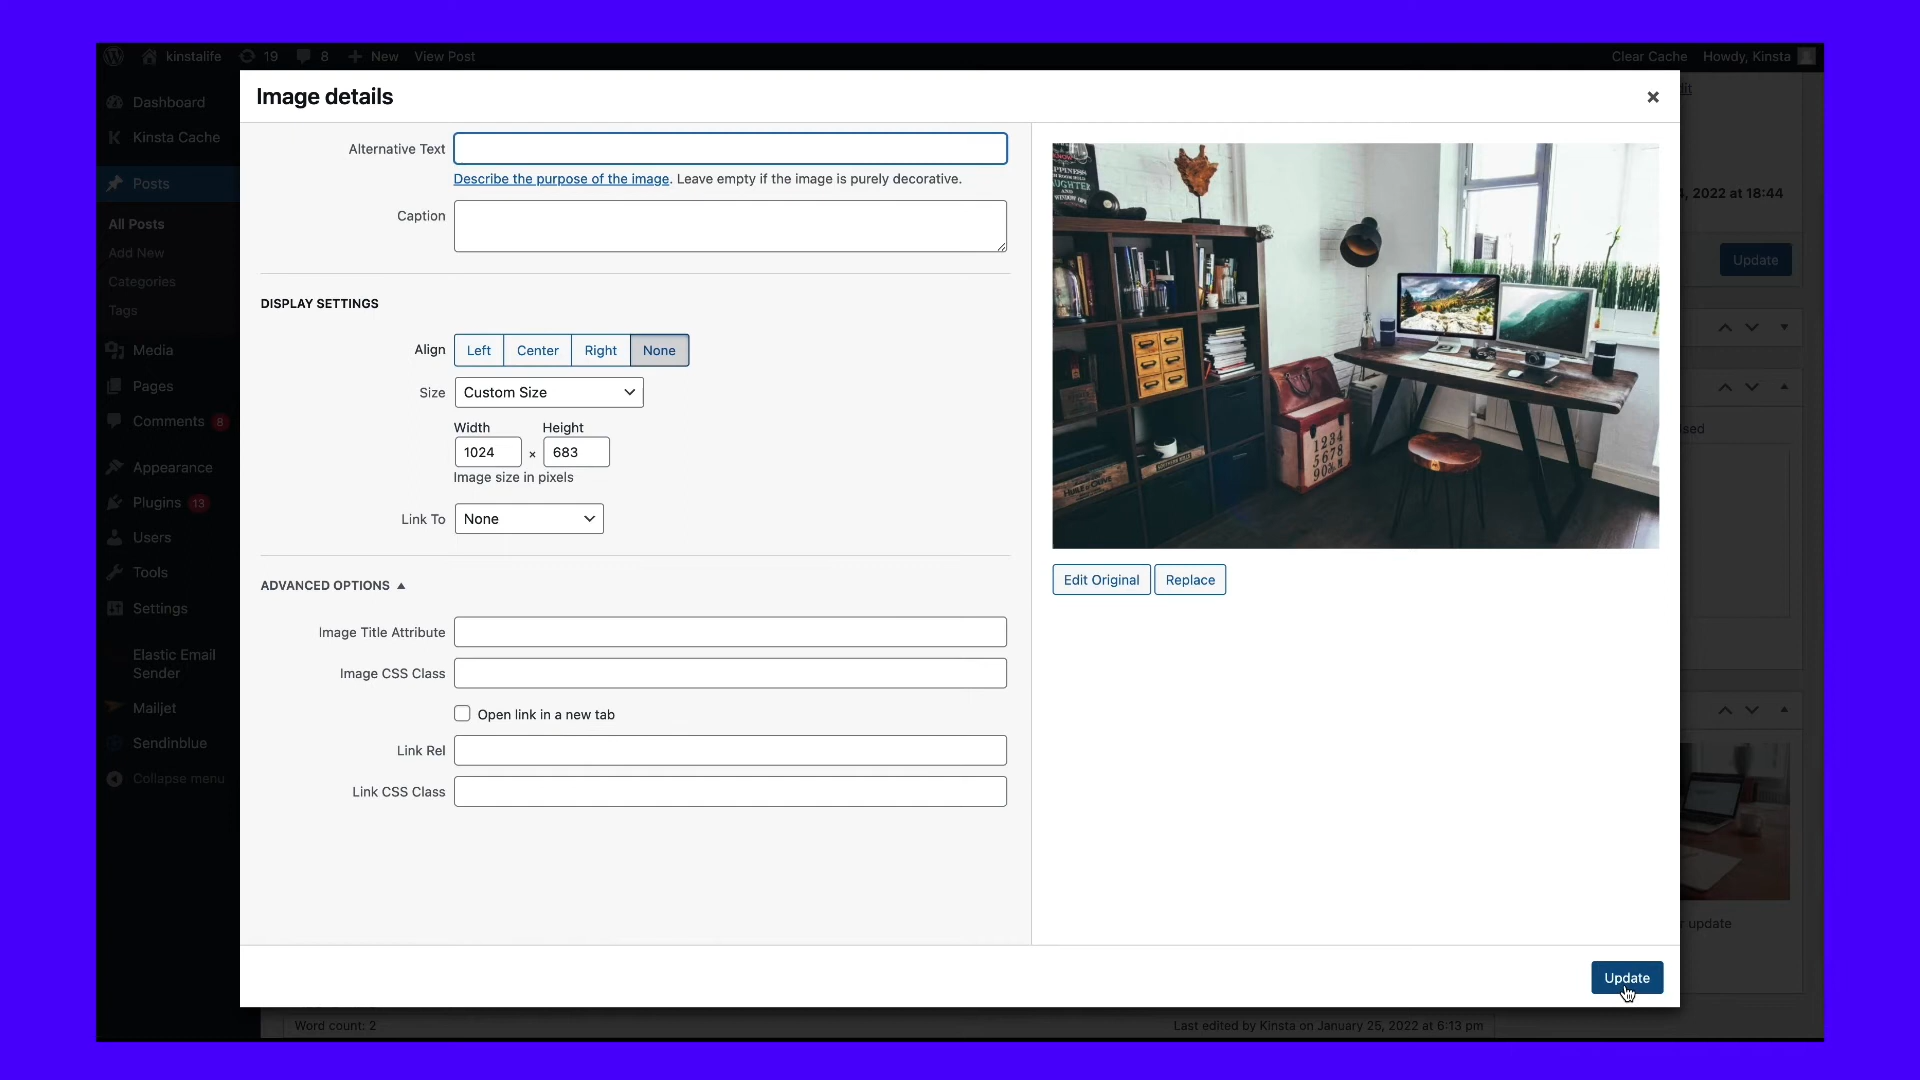 kinstalife 19 8 New View Post Clear Cache Howdy, Kinsta
Image details
Dashboard
Kinsta Cache
Posts
All Posts
Add New
Categories
Tags
Media
Pages
Comments 8
Appearance
Plugins 13
Users
Tools
Settings
Elastic Email
Sender
Mailjet
Sendinblue
Collapse menu
Alternative Text
Describe the purpose of the image. Leave empty if the image is purely decorative.
Caption
DISPLAY SETTINGS
Align Left Center Right None
Size Custom Size
Width Height
1024 × 683
Image size in pixels
Link To None
ADVANCED OPTIONS
Image Title Attribute
Image CSS Class
Open link in a new tab
Link Rel
Link CSS Class
1234
5678
Edit Original Replace
, 2022 at 18:44
Update
update
Update
Word count: 2
Last edited by Kinsta on January 25, 2022 at 6:13 pm